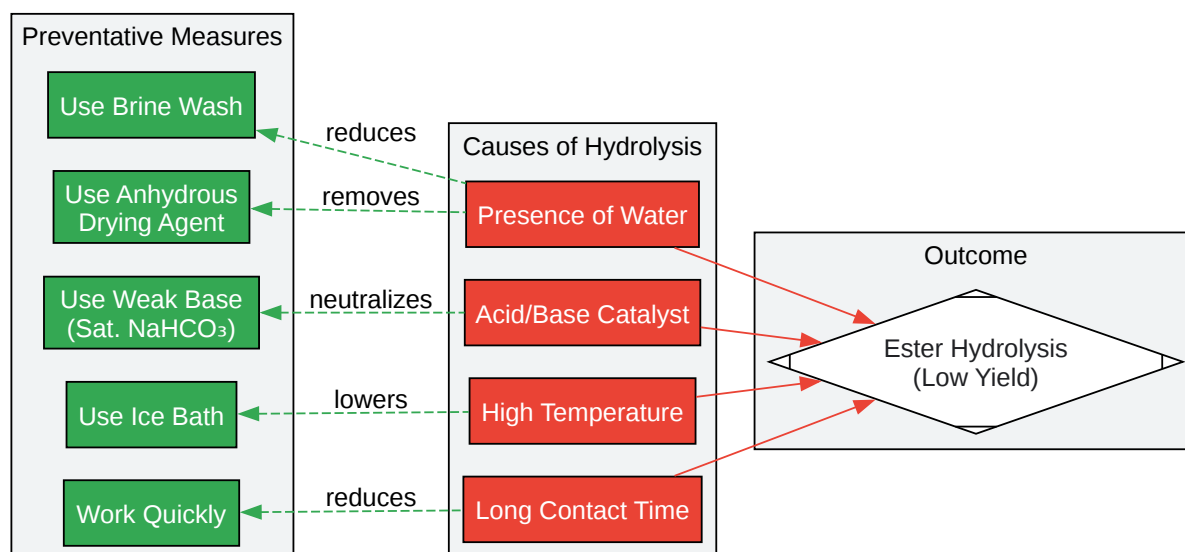 Preventative Measures
Use Brine Wash
Use Anhydrous
Drying Agent
Use Weak Base
(Sat. NaHCO₃)
Use Ice Bath
Work Quickly
reduces
removes
neutralizes
lowers
reduces
Causes of Hydrolysis
Presence of Water
Acid/Base Catalyst
High Temperature
Long Contact Time
Outcome
Ester Hydrolysis
(Low Yield)